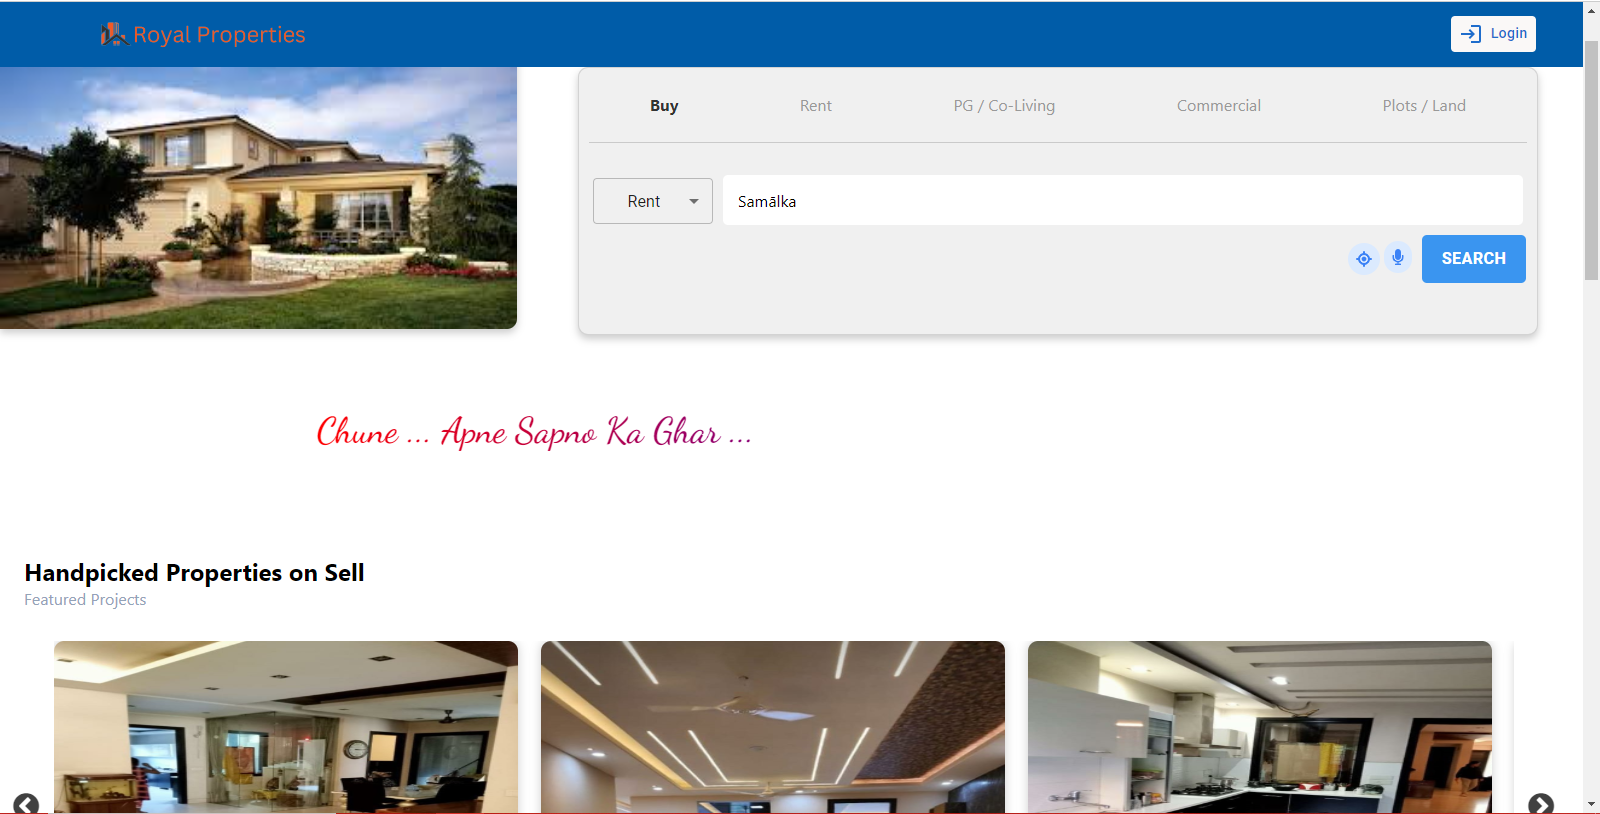 Royal Properties
Login
Buy Rent PG / Co-Living Commercial Plots / Land
Rent Samālka
SEARCH
Chune ... Apne Sapno Ka Ghar ...
Handpicked Properties on Sell
Featured Projects